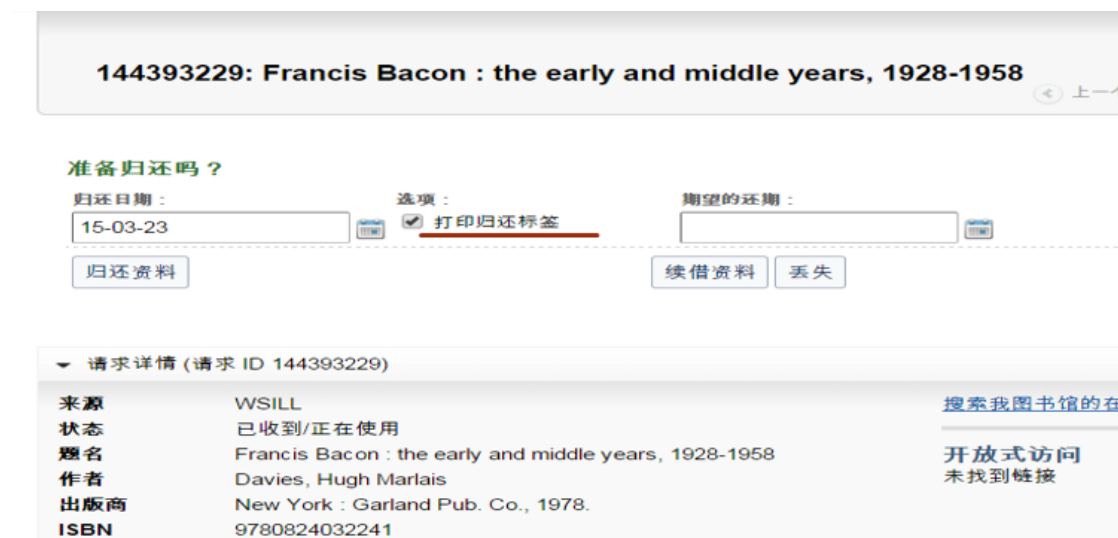 144393229: Francis Bacon : the early and middle years, 1928-1958
上一
准备归还吗？
归还日期：
选项：
期望的还期：
15-03-23
打印归还标签
归还资料
续借资料
丢失
请求详情 (请求 ID 144393229)
来源 WSILL
搜索我图书馆的在
状态 已收到/正在使用
题名 Francis Bacon : the early and middle years, 1928-1958
开放式访问
作者 Davies, Hugh Marlais
未找到链接
出版商 New York : Garland Pub. Co., 1978.
ISBN 9780824032241